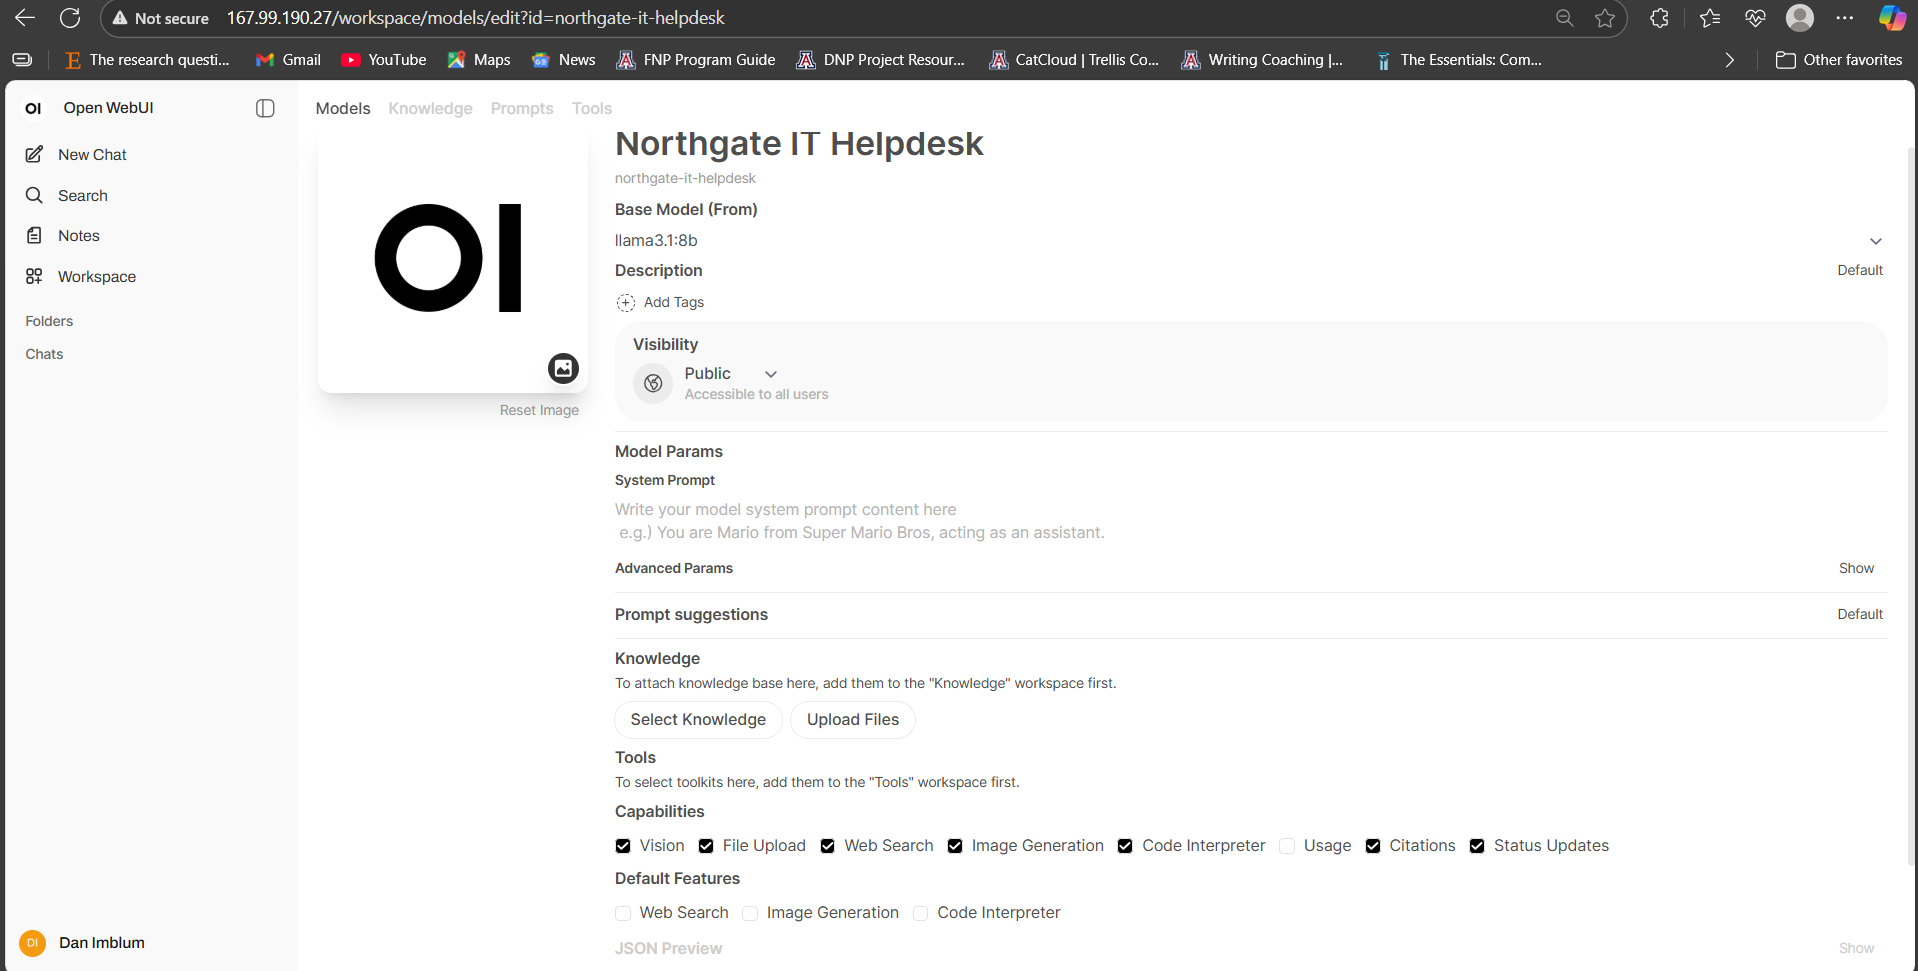 Not secure 167.99.190.27/workspace/models/edit?id=northgate-it-helpdesk
The research questi... Gmail YouTube Maps News FNP Program Guide DNP Project Resour... CatCloud | Trellis Co... Writing Coaching |... The Essentials: Com... Other favorites
OI Open WebUI
New Chat
Search
Notes
Workspace
Folders
Chats
DI Dan Imblum
Models Knowledge Prompts Tools
OI
Reset Image
Northgate IT Helpdesk
northgate-it-helpdesk
Base Model (From)
llama3.1:8b
Description Default
Add Tags
Visibility
Public
Accessible to all users
Model Params
System Prompt
Write your model system prompt content here
e.g.) You are Mario from Super Mario Bros, acting as an assistant.
Advanced Params Show
Prompt suggestions Default
Knowledge
To attach knowledge base here, add them to the "Knowledge" workspace first.
Select Knowledge Upload Files
Tools
To select toolkits here, add them to the "Tools" workspace first.
Capabilities
Vision File Upload Web Search Image Generation Code Interpreter Usage Citations Status Updates
Default Features
Web Search Image Generation Code Interpreter
JSON Preview Show